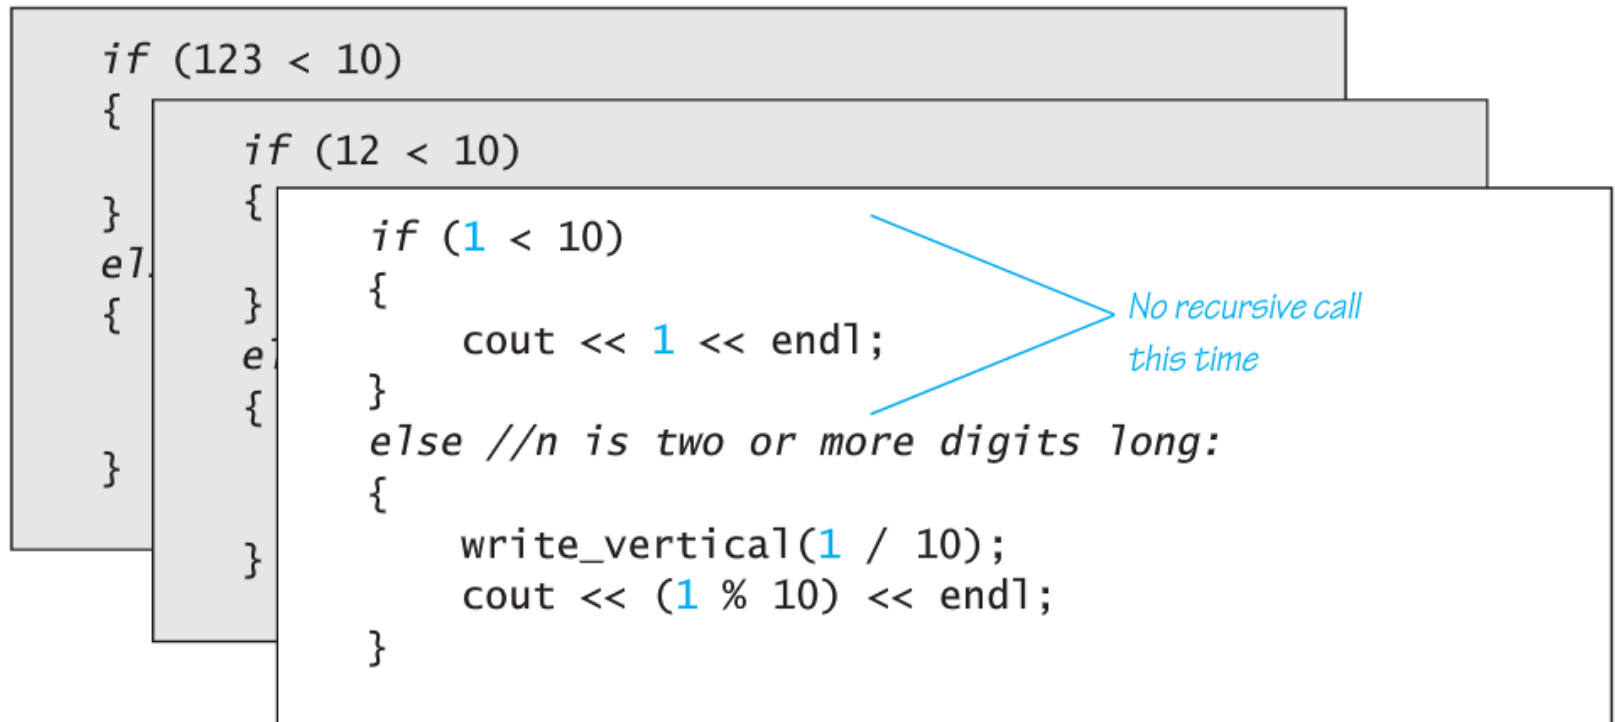 if (123 < 10)
{
}
el
{
}
if (12 < 10)
{
}
el
{
}
if (1 < 10)
{
    cout << 1 << endl;
}
else //n is two or more digits long:
{
    write_vertical(1 / 10);
    cout << (1 % 10) << endl;
}
No recursive call
this time